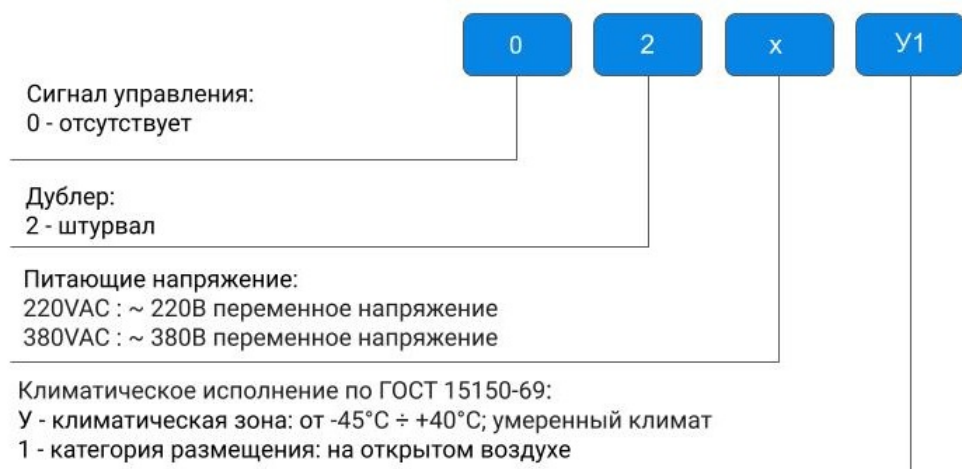 0 2 x У1
Сигнал управления:
0 - отсутствует
Дублер:
2 - штурвал
Питающие напряжение:
220VAC : ~ 220В переменное напряжение
380VAC : ~ 380В переменное напряжение
Климатическое исполнение по ГОСТ 15150-69:
У - климатическая зона: от -45°C ÷ +40°C; умеренный климат
1 - категория размещения: на открытом воздухе